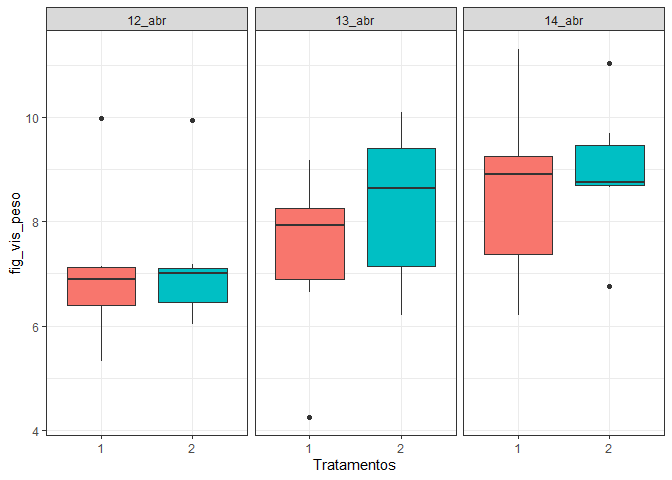 12_abr 13_abr 14_abr
fig_vis_peso
10
8
6
4
1 2 1 2 1 2
Tratamentos